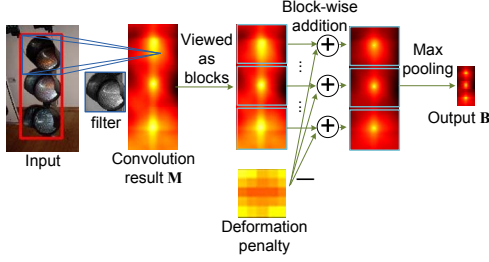 Block-wise
addition
Viewed
as
blocks
Max
pooling
filter
Input
Convolution
result M
Output B
Deformation
penalty